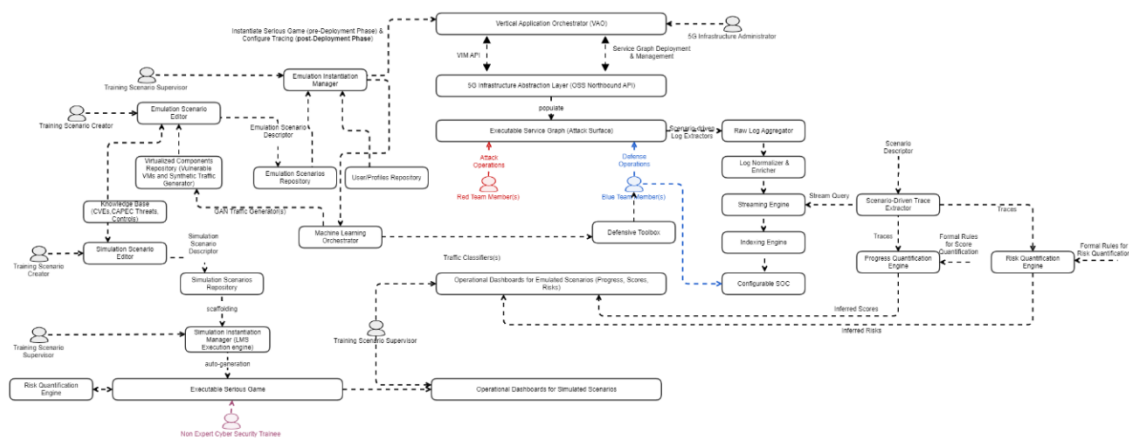 Vertical Application Orchestrator (VAO)
5G Infrastructure Administrator
Instantiate Serious Game (pre-Deployment Phase) &
Configure Tracing (post-Deployment Phase)
VIM API
Service Graph Deployment
& Management
Training Scenario Supervisor
Emulation Instantiation
Manager
5G Infrastructure Abstraction Layer (OSS Northbound API)
populate
Training Scenario Creator
Emulation Scenario
Editor
Emulation
Scenario
Descriptor
Executable Service Graph (Attack Surface)
Scenario-driven
Log Extractors
Raw Log Aggregator
Virtualized Components
Repository (Vulnerable
VMs and Synthetic Traffic
Generator)
Emulation Scenarios
Repository
User/Profiles Repository
Attack
Operations
Red Team Member(s)
Defence
Operations
Blue Team Member(s)
Log Normalizer &
Enricher
Scenario
Descriptor
Streaming Engine
Stream Query
Scenario-Driven Trace
Extractor
Knowledge Base
(CVEs,CAPEC Threats,
Controls)
GAN Traffic Generator(s)
Machine Learning
Orchestrator
Defensive Toolbox
Indexing Engine
Traces
Traces
Formal Rules
for Score
Quantification
Formal Rules for
Risk Quantification
Training Scenario
Creator
Simulation Scenario
Editor
Simulation
Scenario
Descriptor
Traffic Classifiers(s)
Progress Quantification
Engine
Risk Quantification
Engine
Simulation Scenarios
Repository
Operational Dashboards for Emulated Scenarios (Progress, Scores,
Risks)
Configurable SOC
scaffolding
Inferred Scores
Inferred Risks
Training Scenario
Supervisor
Simulation Instantiation
Manager (LMS
Execution engine)
Training Scenario Supervisor
auto-generation
Risk Quantification
Engine
Executable Serious Game
Operational Dashboards for Simulated Scenarios
Non Expert Cyber Security Trainee